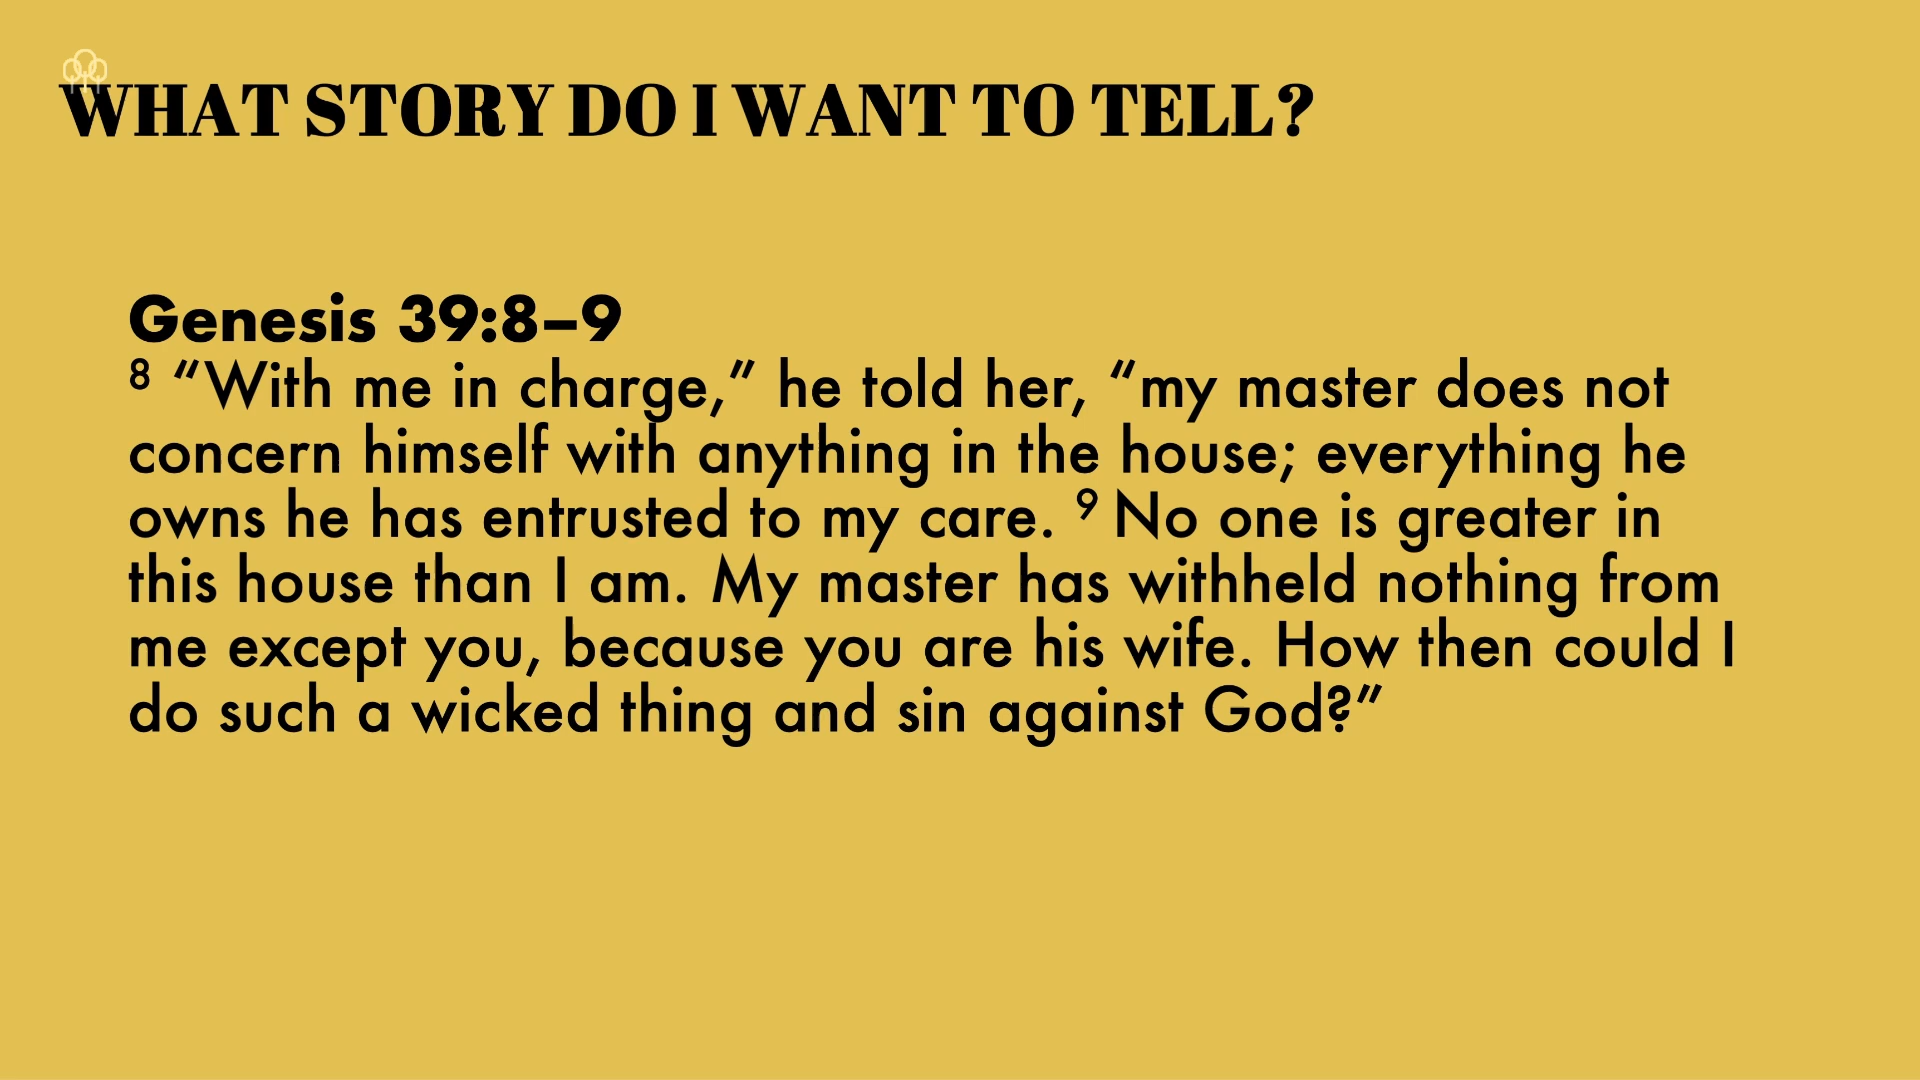 WHAT STORY DO I WANT TO TELL?
Genesis 39:8–9
8 “With me in charge,” he told her, “my master does not
concern himself with anything in the house; everything he
owns he has entrusted to my care. 9 No one is greater in
this house than I am. My master has withheld nothing from
me except you, because you are his wife. How then could I
do such a wicked thing and sin against God?”